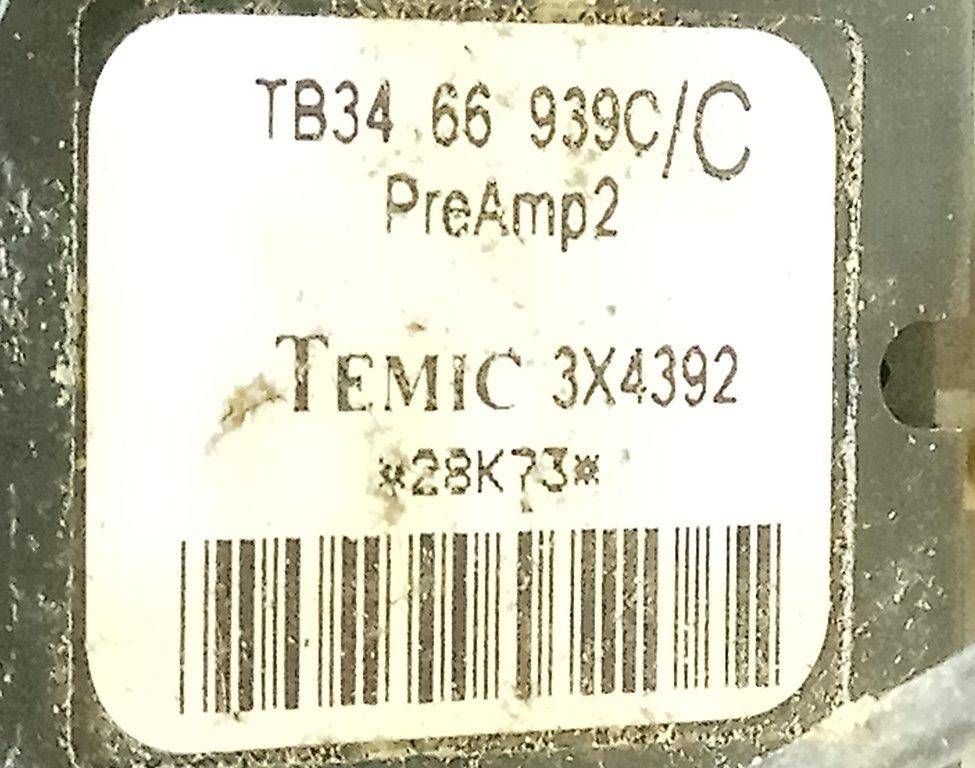 TB34 66 939C/C
PreAmp2
TEMIC 3X4392
*28K73*